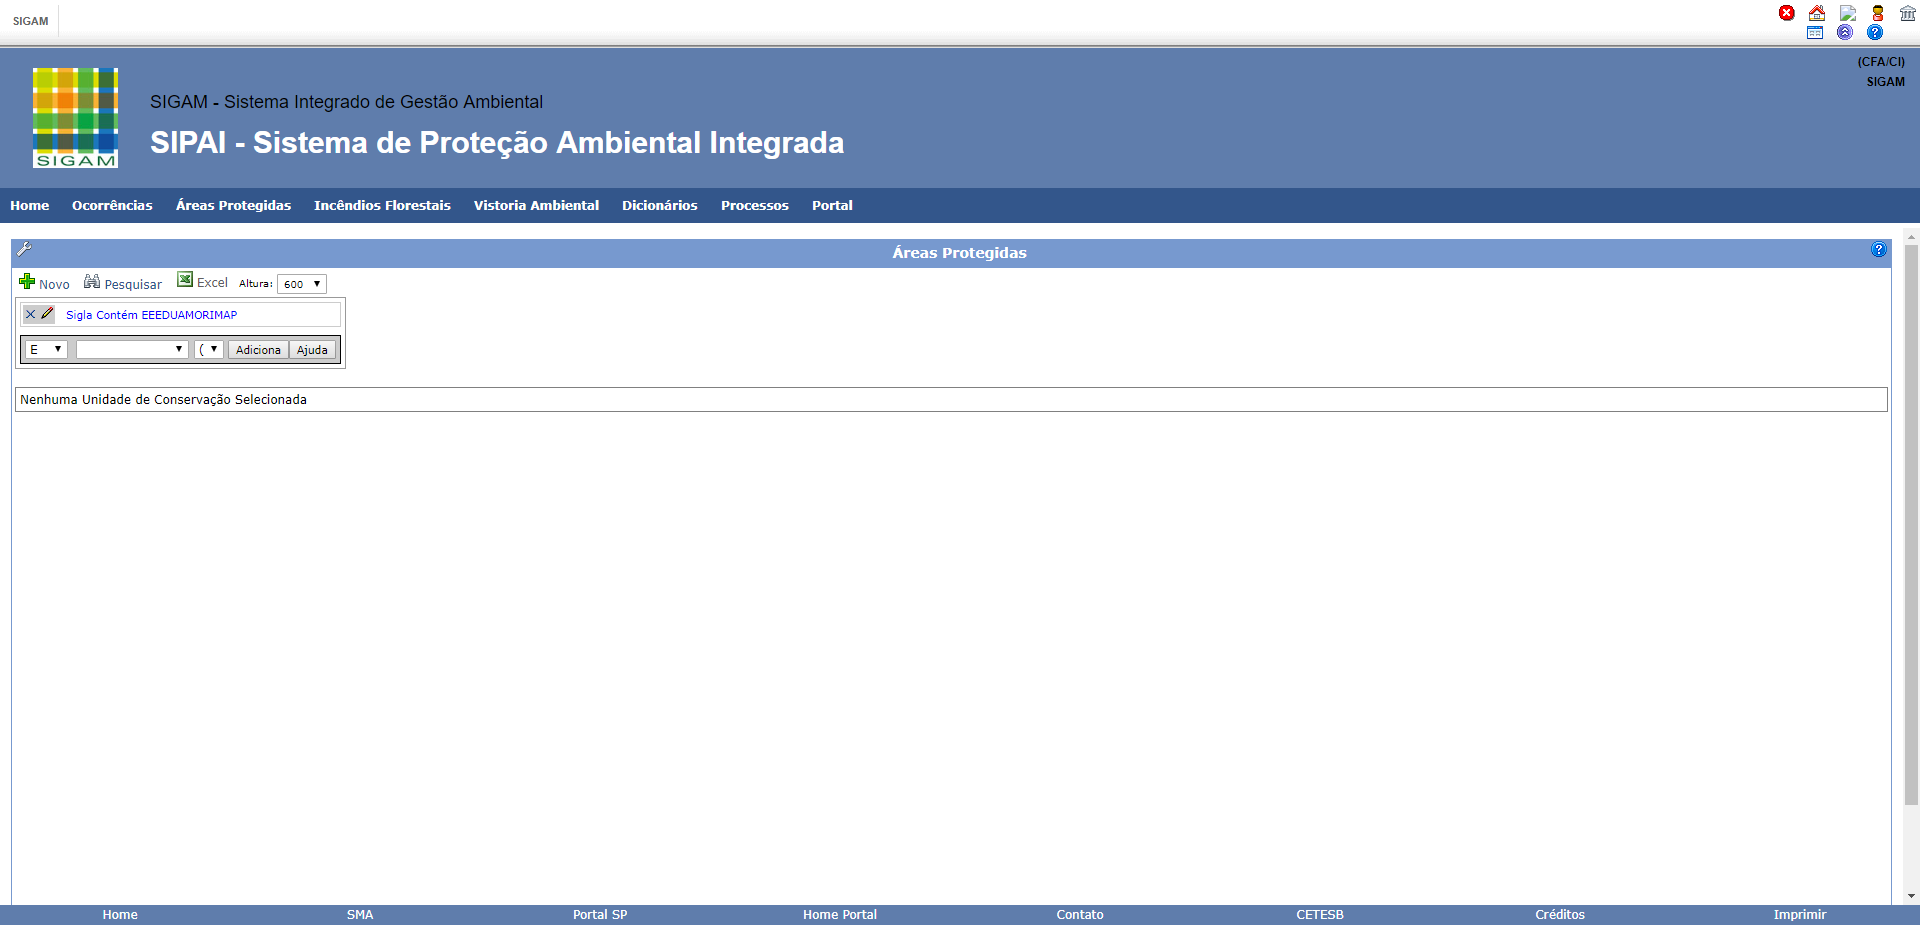 SIGAM
(CFA/CI)
SIGAM
SIGAM
SIGAM - Sistema Integrado de Gestão Ambiental
SIPAI - Sistema de Proteção Ambiental Integrada
Home Ocorrências Áreas Protegidas Incêndios Florestais Vistoria Ambiental Dicionários Processos Portal
Áreas Protegidas
Novo Pesquisar Excel Altura: 600
Sigla Contém EEEDUAMORIMAP
E ( Adiciona Ajuda
Nenhuma Unidade de Conservação Selecionada
Home SMA Portal SP Home Portal Contato CETESB Créditos Imprimir